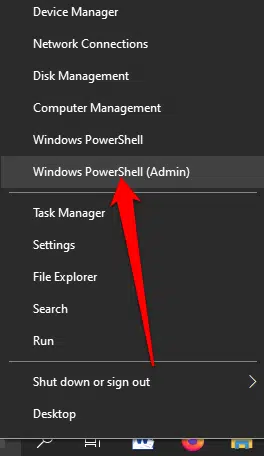 Device Manager
Network Connections
Disk Management
Computer Management
Windows PowerShell
Windows PowerShell (Admin)
Task Manager
Settings
File Explorer
Search
Run
Shut down or sign out
Desktop